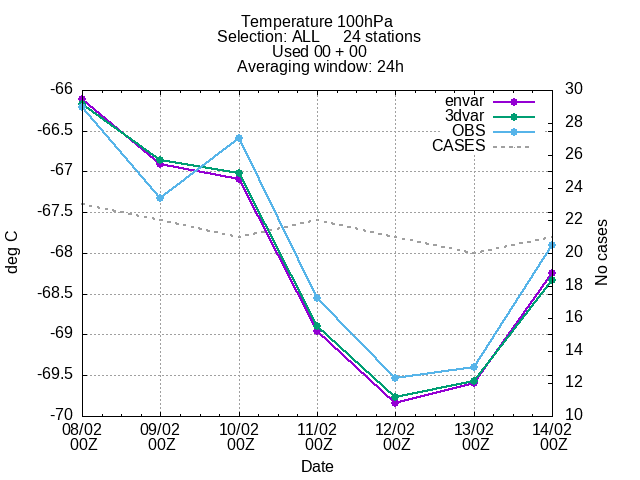 Temperature 100hPa
Selection: ALL 24 stations
Used 00 + 00
Averaging window: 24h
envar
3dvar
OBS
CASES
-66
-66.5
-67
-67.5
-68
-68.5
-69
-69.5
-70
deg C
30
28
26
24
22
20
18
16
14
12
10
No cases
08/02 09/02 10/02 11/02 12/02 13/02 14/02
00Z 00Z 00Z 00Z 00Z 00Z 00Z
Date